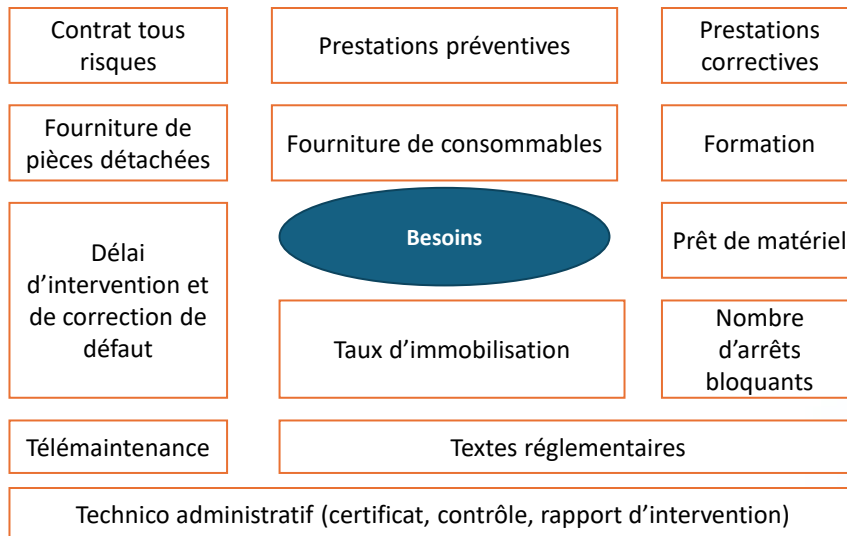 Contrat tous
risques
Prestations préventives
Prestations
correctives
Fourniture de
pièces détachées
Fourniture de consommables
Formation
Délai
d’intervention et
de correction de
défaut
Besoins
Prêt de matériel
Taux d’immobilisation
Nombre
d’arrêts
bloquants
Télémaintenance
Textes réglementaires
Technico administratif (certificat, contrôle, rapport d’intervention)